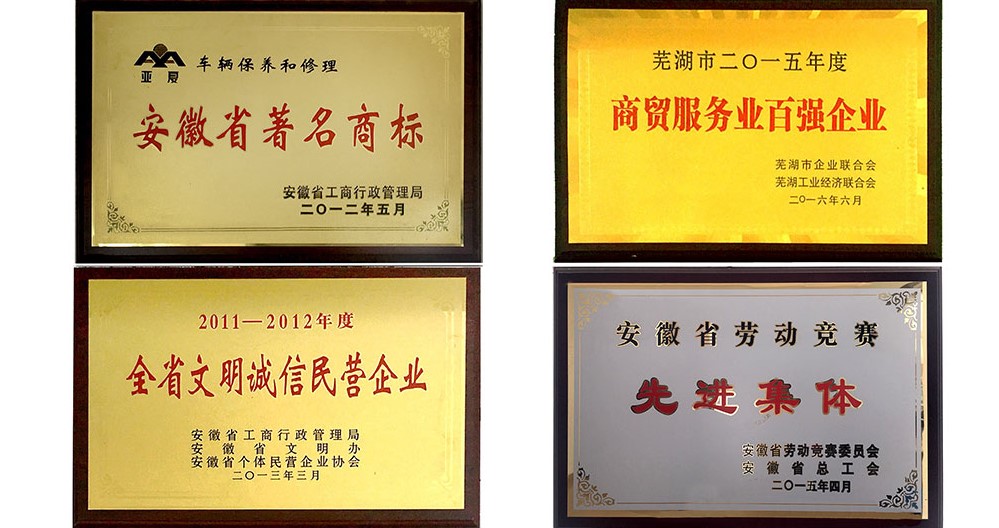 亚夏
车辆保养和修理
安徽省著名商标
安徽省工商行政管理局
二〇一二年五月
芜湖市二〇一五年度
商贸服务业百强企业
芜湖市企业联合会
芜湖工业经济联合会
二〇一六年六月
2011—2012年度
全省文明诚信民营企业
安徽省工商行政管理局
安徽省文明办
安徽省个体民营企业协会
二〇一三年三月
安徽省劳动竞赛
先进集体
安徽省劳动竞赛委员会
安徽省总工会
二〇一五年四月